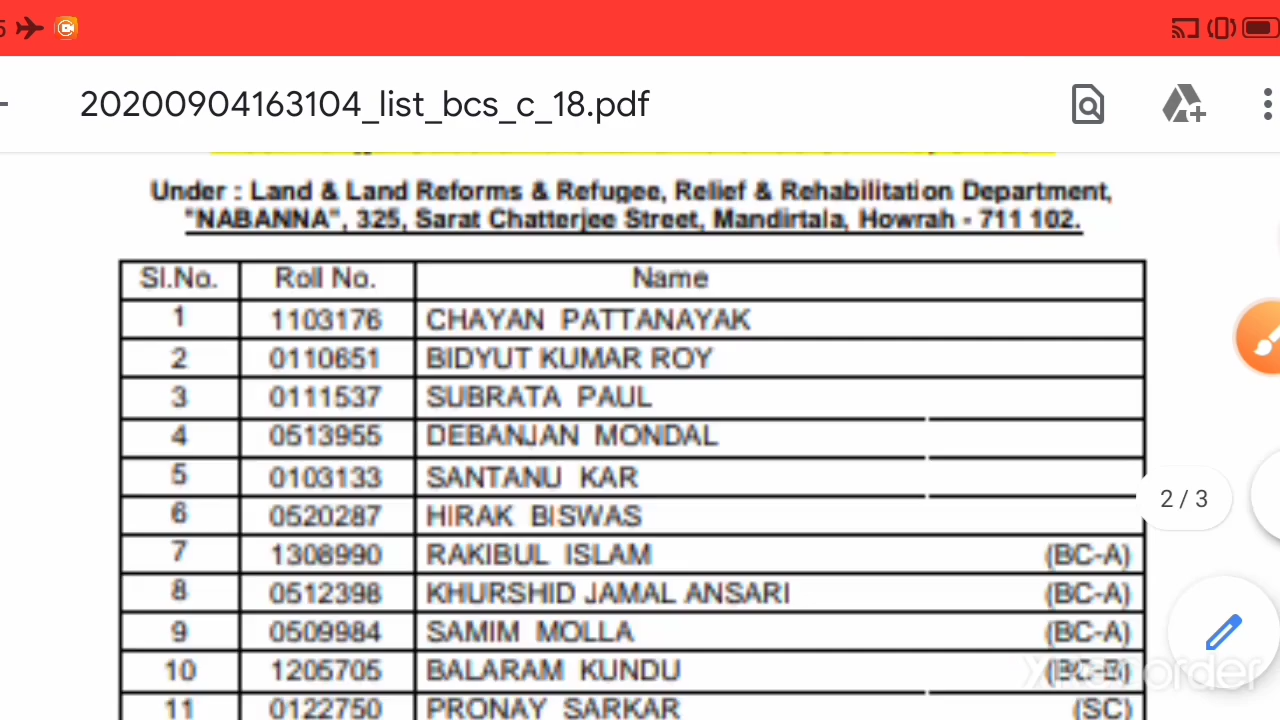 20200904163104_list_bcs_c_18.pdf
Under : Land & Land Reforms & Refugee, Relief & Rehabilitation Department,
"NABANNA", 325, Sarat Chatterjee Street, Mandirtala, Howrah - 711 102.
Sl.No. Roll No. Name
1 1103176 CHAYAN PATTANAYAK
2 0110651 BIDYUT KUMAR ROY
3 0111537 SUBRATA PAUL
4 0513955 DEBANJAN MONDAL
5 0103133 SANTANU KAR
2 / 3
6 0520287 HIRAK BISWAS
7 1308990 RAKIBUL ISLAM (BC-A)
8 0512398 KHURSHID JAMAL ANSARI (BC-A)
9 0509984 SAMIM MOLLA (BC-A)
10 1205705 BALARAM KUNDU (BC-B)
11 0122750 PRONAY SARKAR (SC)